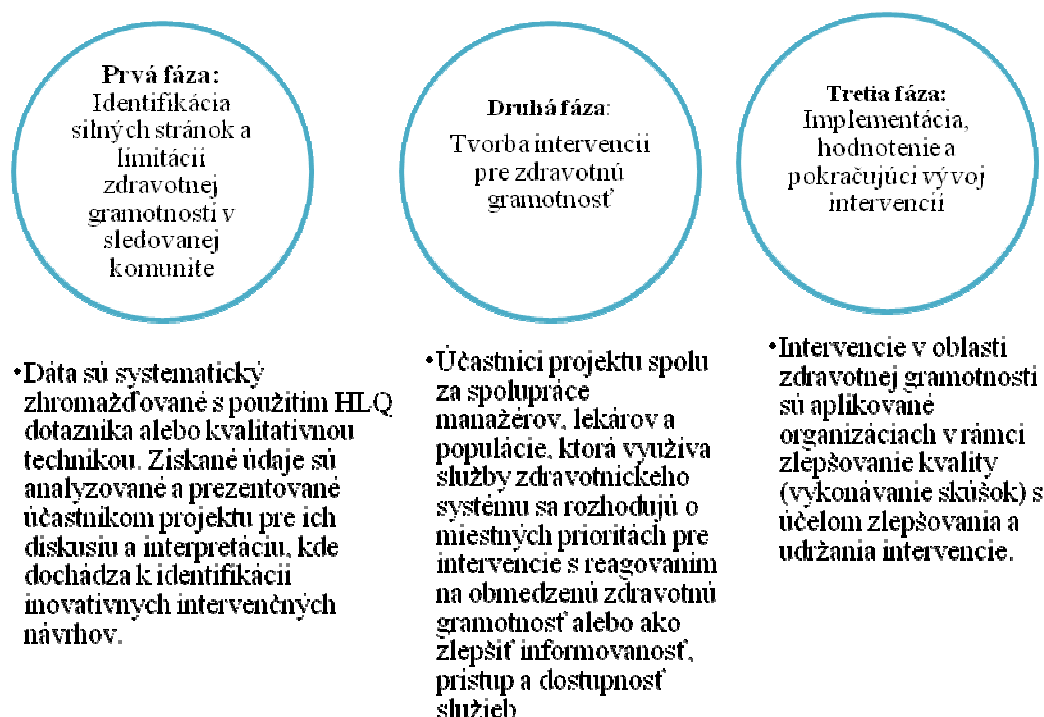 Prvá fáza:
Identifikácia
silných stránok a
limitácií
zdravotnej
gramotnosti v
sledovanej
komunite
Druhá fáza:
Tvorba intervencií
pre zdravotnú
gramotnosť
Tretia fáza:
Implementácia,
hodnotenie a
pokračujúci vývoj
intervencií
•Dáta sú systematický
zhromažďované s použitím HLQ
dotazníka alebo kvalitatívnou
technikou. Získané údaje sú
analyzované a prezentované
účastníkom projektu pre ich
diskusiu a interpretáciu, kde
dochádza k identifikácii
inovatívnych intervenčných
návrhov.
•Účastníci projektu spolu
za spolupráce
manažérov, lekárov a
populácie, ktorá využíva
služby zdravotníckeho
systému sa rozhodujú o
miestnych prioritách pre
intervencie s reagovaním
na obmedzenú zdravotnú
gramotnosť alebo ako
zlepšiť informovanosť,
prístup a dostupnosť
služieb
•Intervencie v oblasti
zdravotnej gramotnosti
sú aplikované
organizáciach v rámci
zlepšovanie kvality
(vykonávanie skúšok) s
účelom zlepšovania a
udržania intervencie.